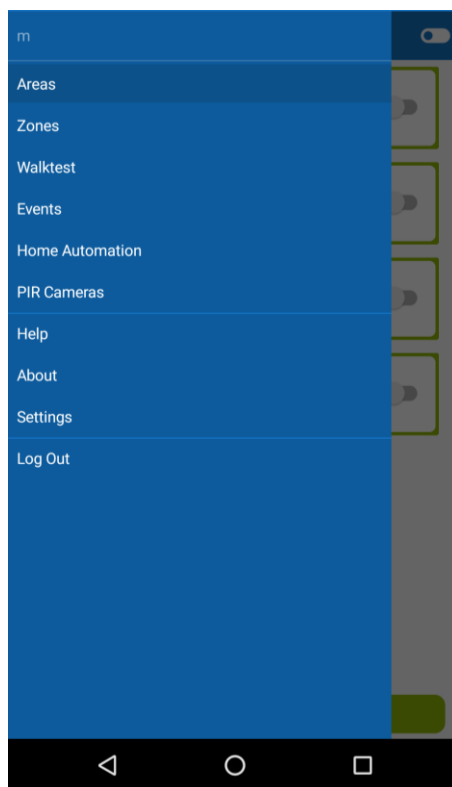 m
Areas
Zones
Walktest
Events
Home Automation
PIR Cameras
Help
About
Settings
Log Out